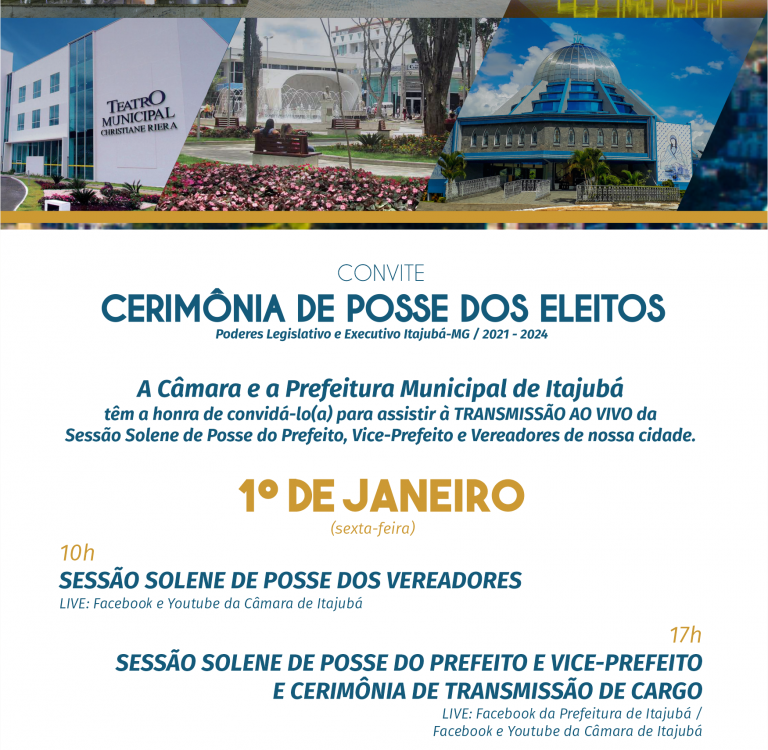 TEATRO
MUNICIPAL
CHRISTIANE RIERA
CONVITE
CERIMÔNIA DE POSSE DOS ELEITOS
Poderes Legislativo e Executivo Itajubá-MG / 2021 - 2024
A Câmara e a Prefeitura Municipal de Itajubá
têm a honra de convidá-lo(a) para assistir à TRANSMISSÃO AO VIVO da
Sessão Solene de Posse do Prefeito, Vice-Prefeito e Vereadores de nossa cidade.
1º DE JANEIRO
(sexta-feira)
10h
SESSÃO SOLENE DE POSSE DOS VEREADORES
LIVE: Facebook e Youtube da Câmara de Itajubá
17h
SESSÃO SOLENE DE POSSE DO PREFEITO E VICE-PREFEITO
E CERIMÔNIA DE TRANSMISSÃO DE CARGO
LIVE: Facebook da Prefeitura de Itajubá /
Facebook e Youtube da Câmara de Itajubá